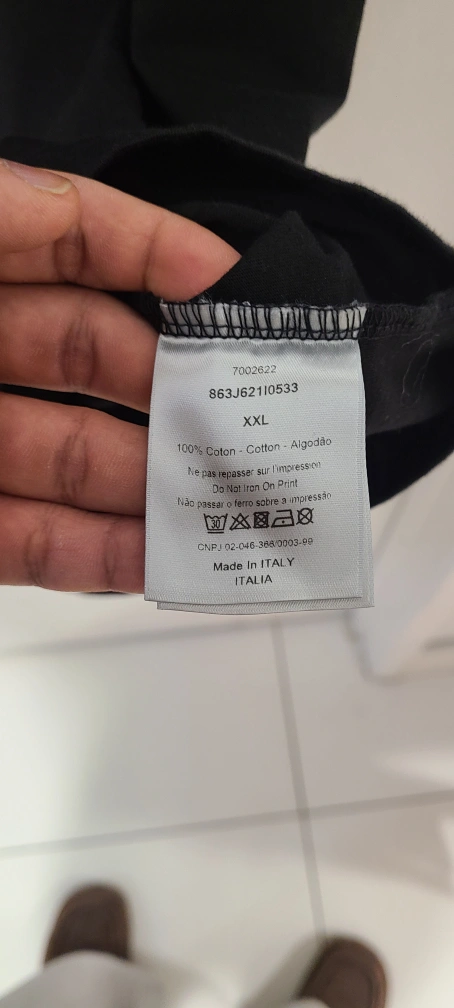 7002622
863J621I0533
XXL
100% Coton - Cotton - Algodão
Ne pas repasser sur l'impression
Do Not Iron On Print
Não passar o ferro sobre a impressão
30
CNPJ 02-046-366/0003-99
Made In ITALY
ITALIA